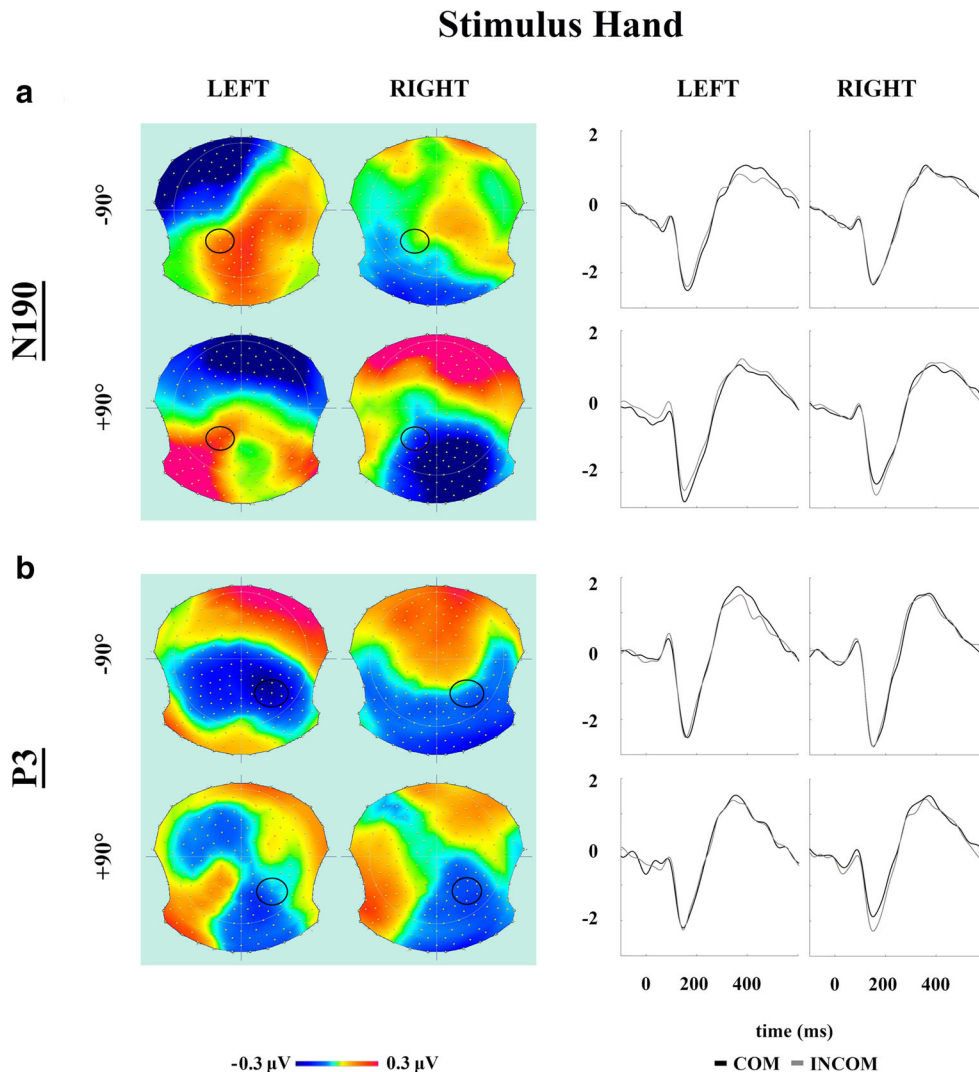 Stimulus Hand
a
LEFT RIGHT LEFT RIGHT
N190
-90°
2
0
-2
+90°
2
0
-2
b
P3
-90°
2
0
-2
+90°
2
0
-2
0 200 400 0 200 400
time (ms)
-0.3 µV 0.3 µV COM INCOM